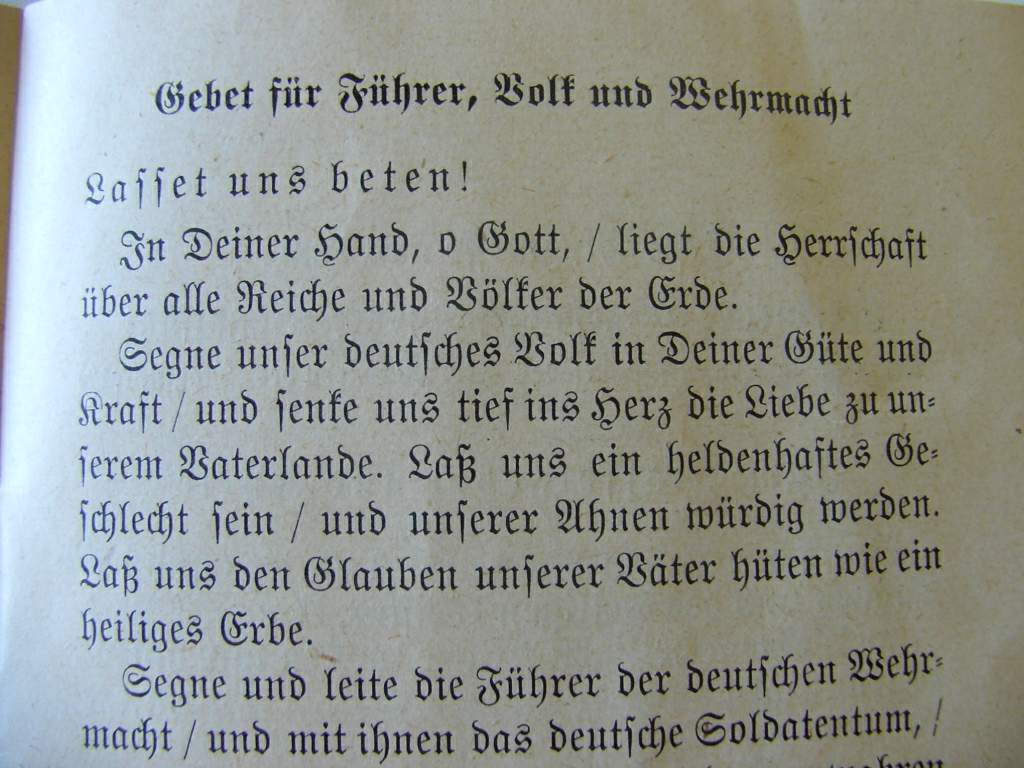 Gebet für Führer, Volk und Wehrmacht
Lasset uns beten!
In Deiner Hand, o Gott, / liegt die Herrschaft
über alle Reiche und Völker der Erde.
Segne unser deutsches Volk in Deiner Güte und
Kraft / und senke uns tief ins Herz die Liebe zu un-
serem Vaterlande. Laß uns ein heldenhaftes Ge-
schlecht sein / und unserer Ahnen würdig werden.
Laß uns den Glauben unserer Väter hüten wie ein
heiliges Erbe.
Segne und leite die Führer der deutschen Wehr-
macht / und mit ihnen das deutsche Soldatentum, /